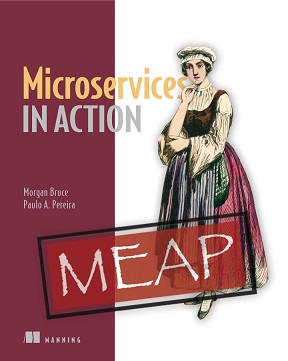 Microservices
IN ACTION
Morgan Bruce
Paulo A. Pereira
MEAP
MANNING